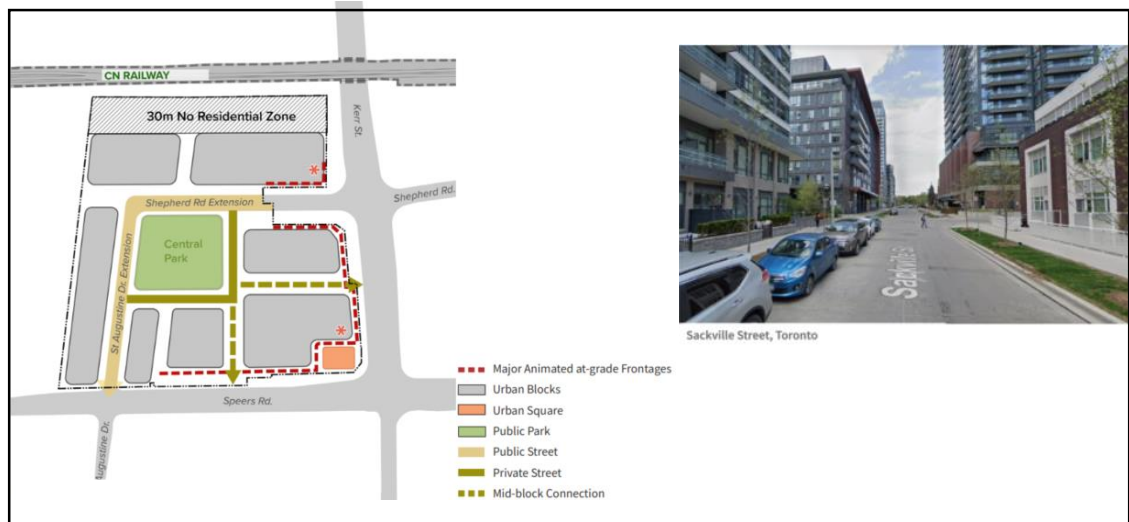 CN RAILWAY
30m No Residential Zone
Kerr St.
Shepherd Rd.
Shepherd Rd Extension
Central
Park
St Augustine Dr. Extension
Speers Rd.
Augustine Dr.
Major Animated at-grade Frontages
Urban Blocks
Urban Square
Public Park
Public Street
Private Street
Mid-block Connection
Sackville St
Sackville Street, Toronto